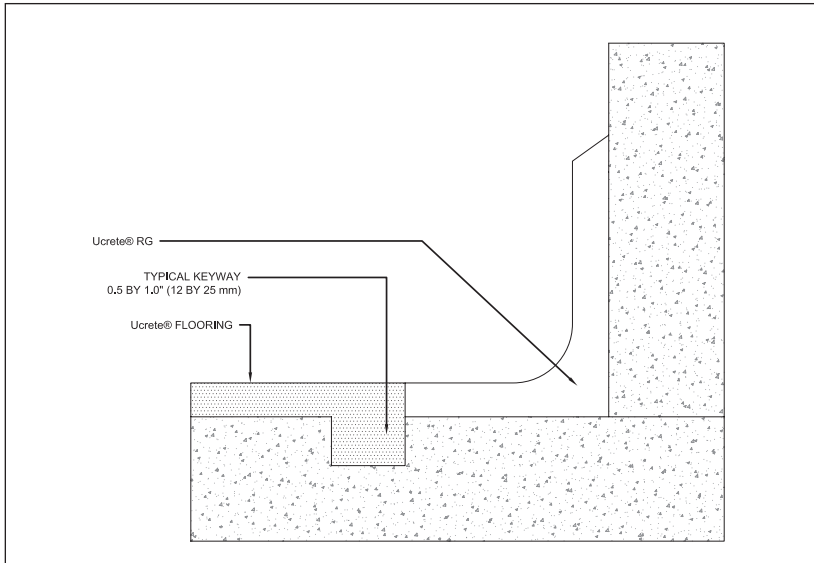 Ucrete® RG
TYPICAL KEYWAY
0.5 BY 1.0" (12 BY 25 mm)
Ucrete® FLOORING